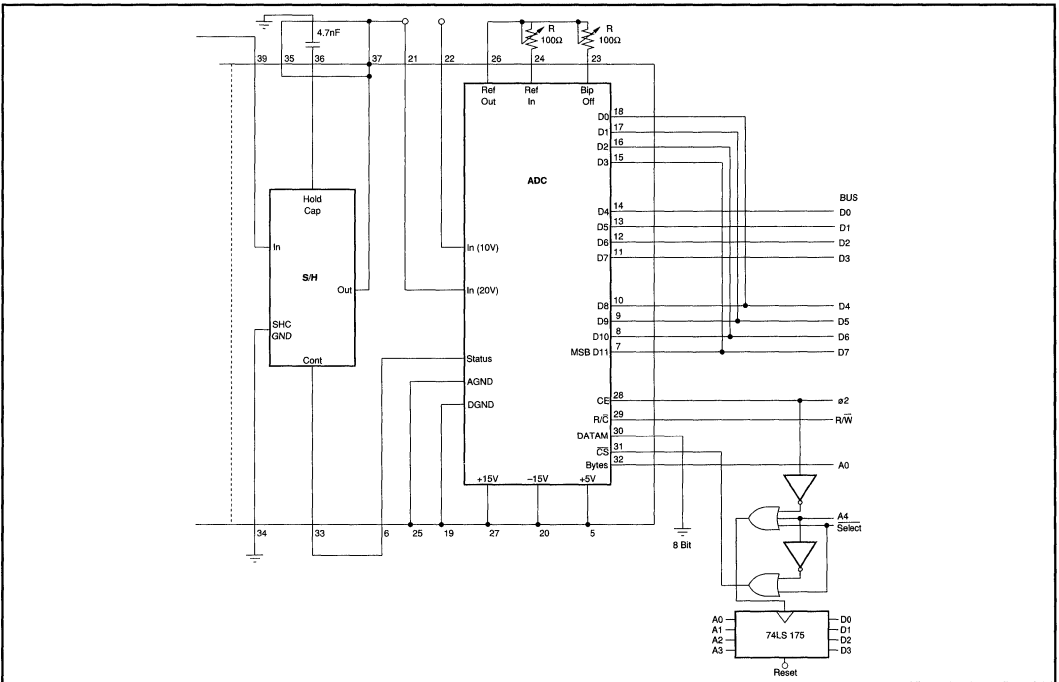 4.7nF
R
100Ω
R
100Ω
39 35 36 37 21 22 26 24 23
Ref
Out
Ref
In
Bip
Off
ADC
D0 18
D1 17
D2 16
D3 15
BUS
D4 14 D0
D5 13 D1
D6 12 D2
D7 11 D3
Hold
Cap
In
S/H
Out
SHC
GND
Cont
In (10V)
In (20V)
Status
AGND
DGND
D8 10 D4
D9 9 D5
D10 8 D6
MSB D11 7 D7
CE 28 ø2
R/C̅ 29 R/W̅
DATAM 30
C̅S̅ 31
Bytes 32 A0
+15V −15V +5V
34 33 6 25 19 27 20 5
8 Bit
A4
S̅e̅l̅e̅c̅t̅
A0 D0
A1 D1
A2 D2
A3 D3
74LS 175
Reset